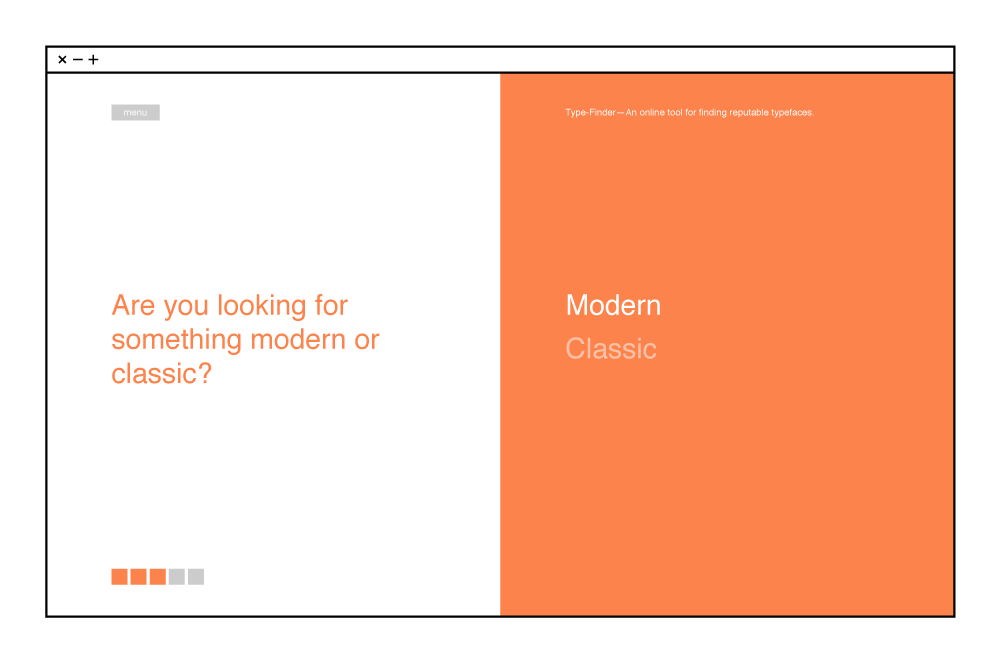 menu
Type-Finder—An online tool for finding reputable typefaces.
Are you looking for
something modern or
classic?
Modern
Classic